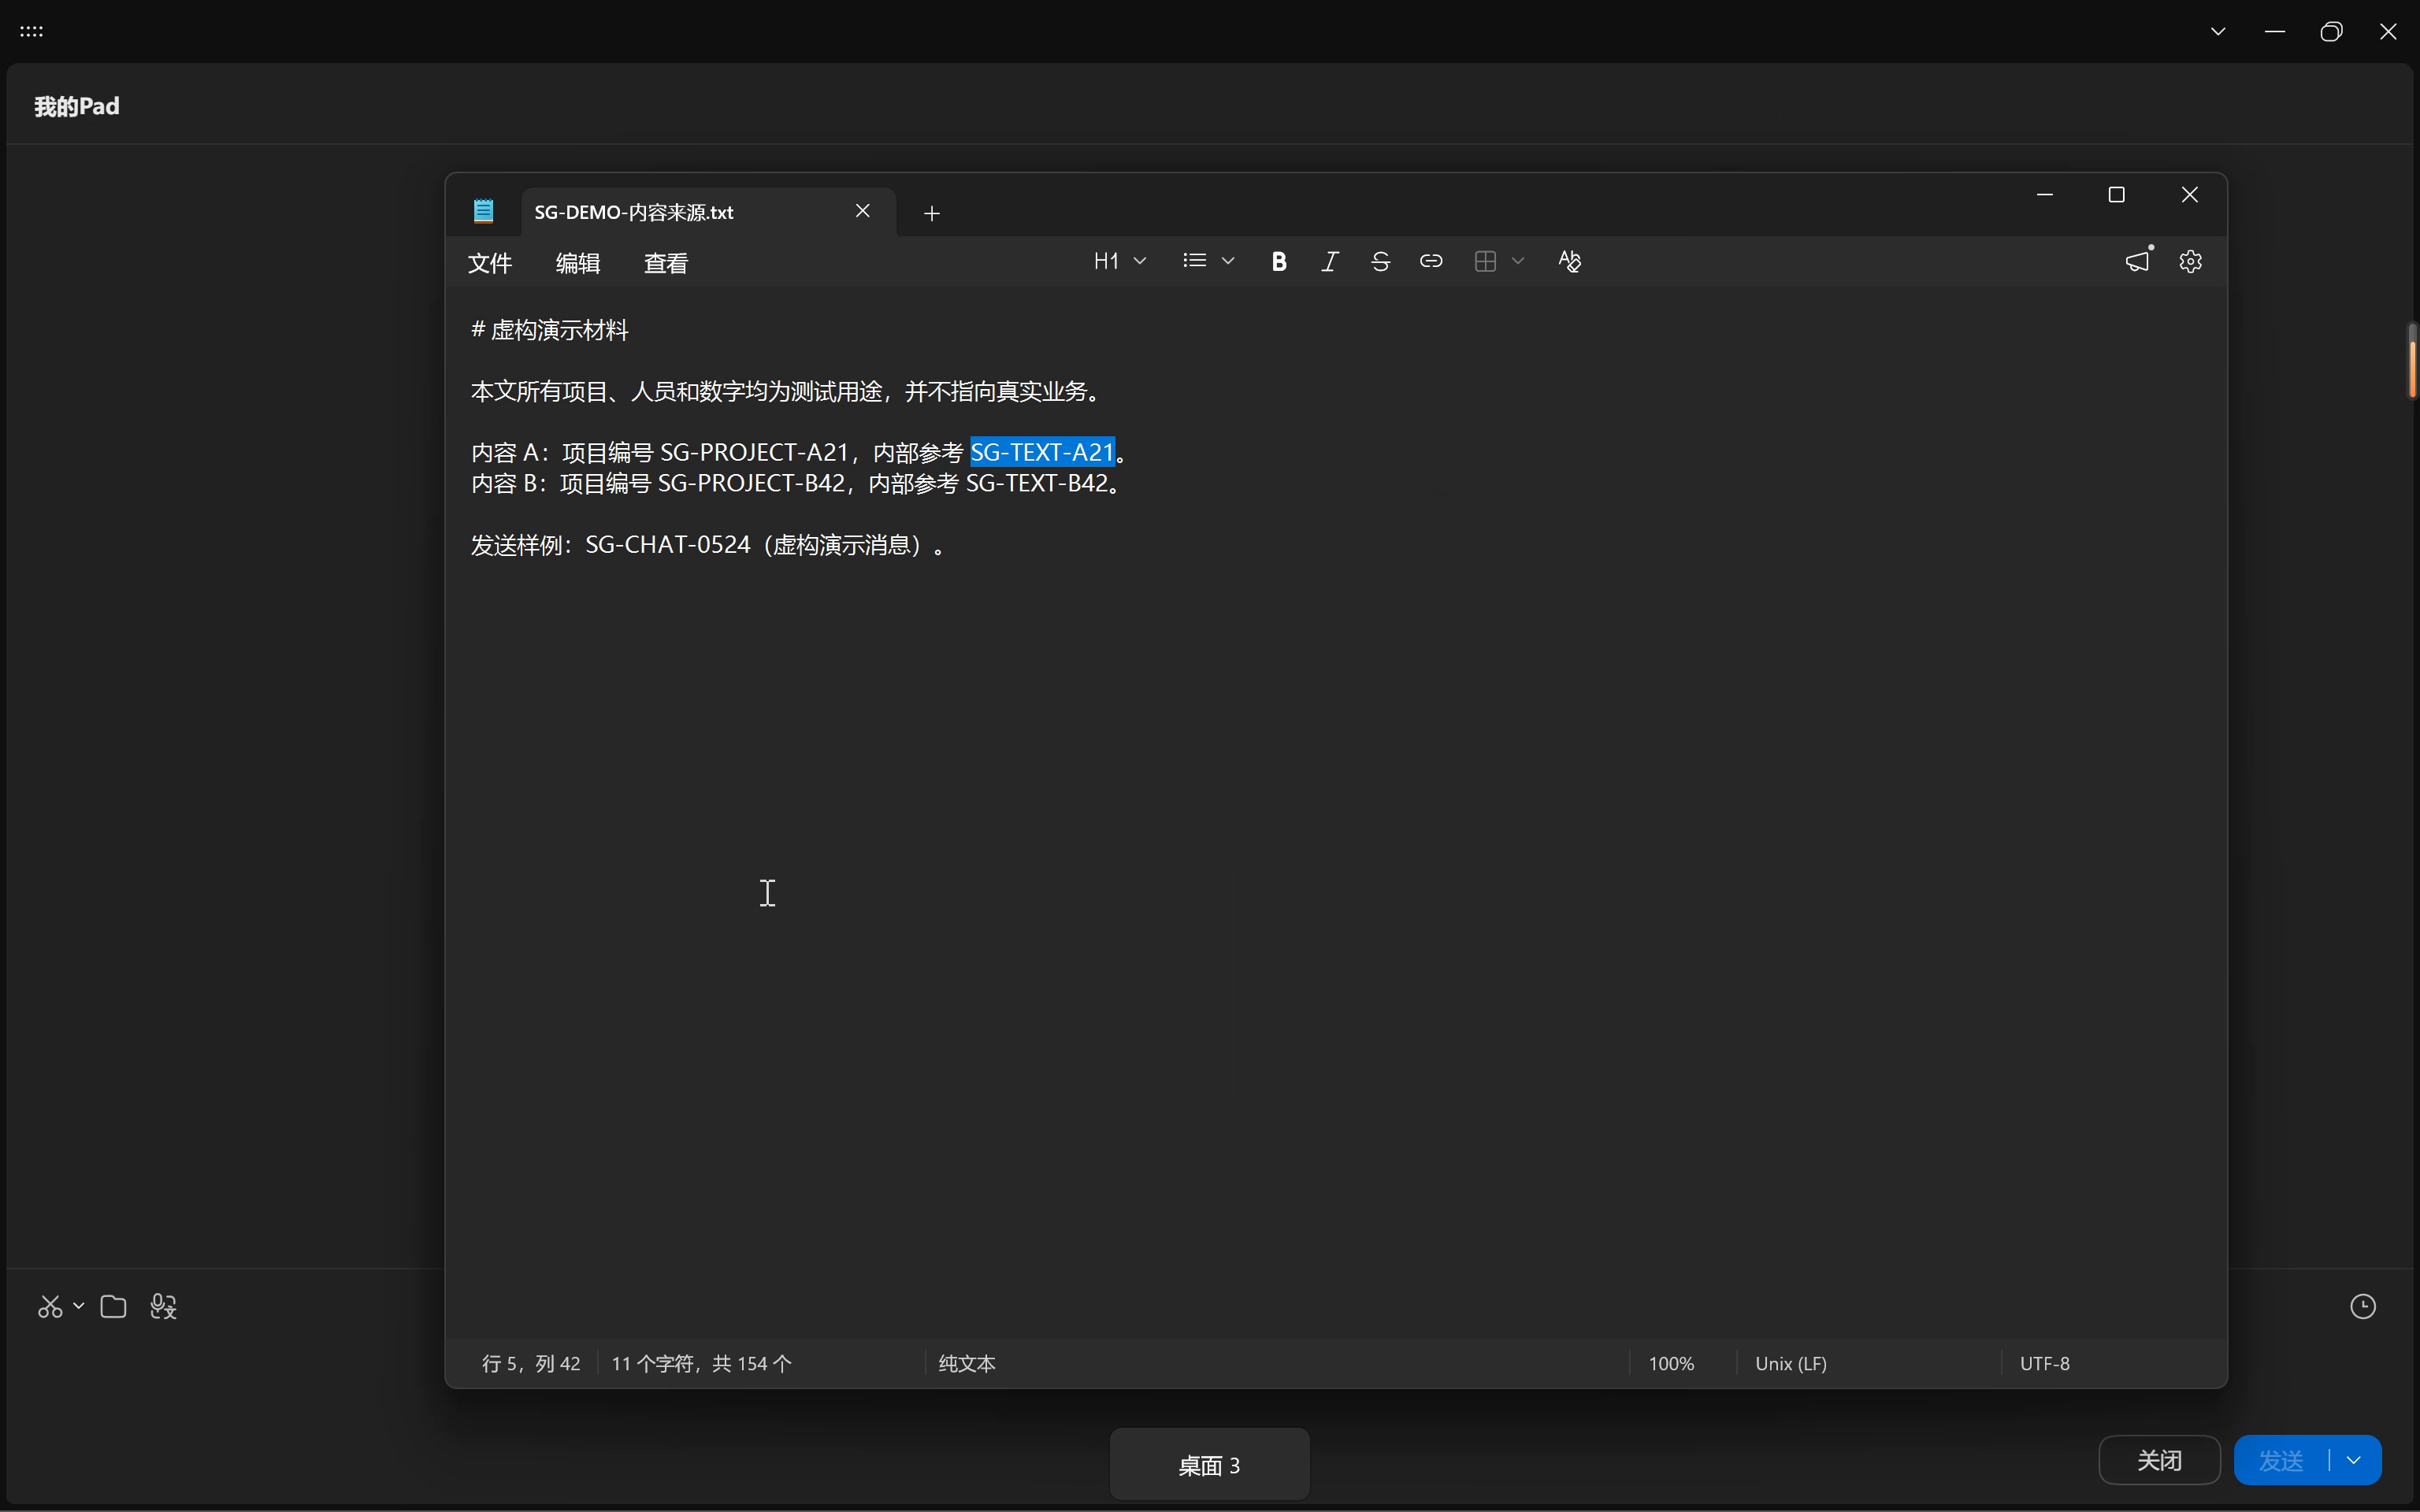 我的Pad
SG-DEMO-内容来源.txt
文件 编辑 查看 H1 B I S
# 虚构演示材料
本文所有项目、人员和数字均为测试用途，并不指向真实业务。
内容 A：项目编号 SG-PROJECT-A21，内部参考 SG-TEXT-A21。
内容 B：项目编号 SG-PROJECT-B42，内部参考 SG-TEXT-B42。
发送样例：SG-CHAT-0524（虚构演示消息）。
行 5，列 42 11 个字符，共 154 个 纯文本 100% Unix (LF) UTF-8
桌面 3
关闭 发送